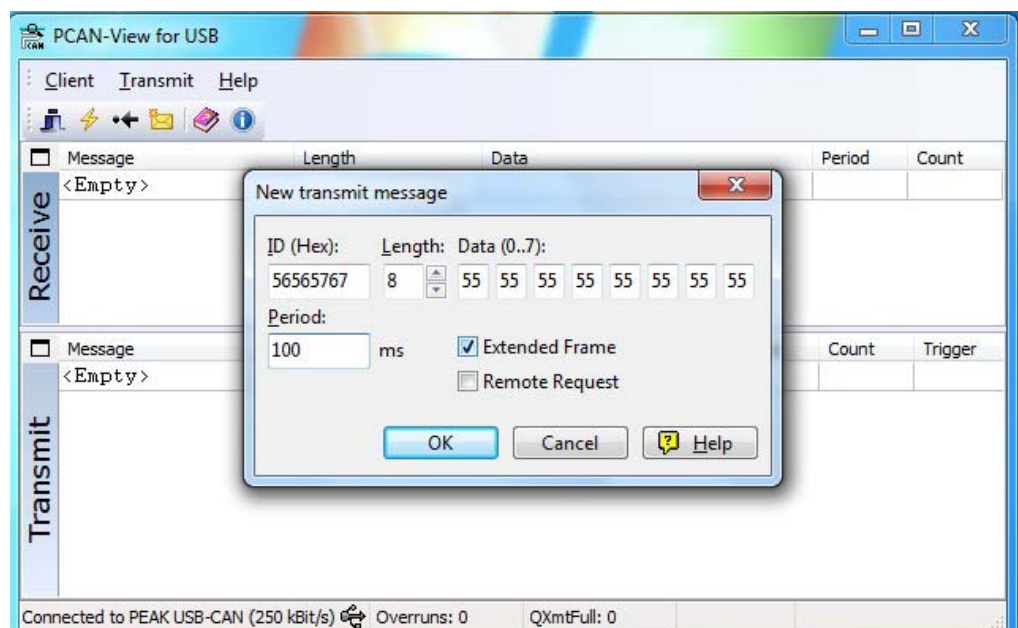 PCAN-View for USB
Client Transmit Help
Message Length Data Period Count
<Empty>
Receive
New transmit message
ID (Hex): Length: Data (0..7):
56565767 8 55 55 55 55 55 55 55 55
Period:
100 ms Extended Frame
Remote Request
OK Cancel Help
Message Count Trigger
<Empty>
Transmit
Connected to PEAK USB-CAN (250 kBit/s) Overruns: 0 QXmtFull: 0